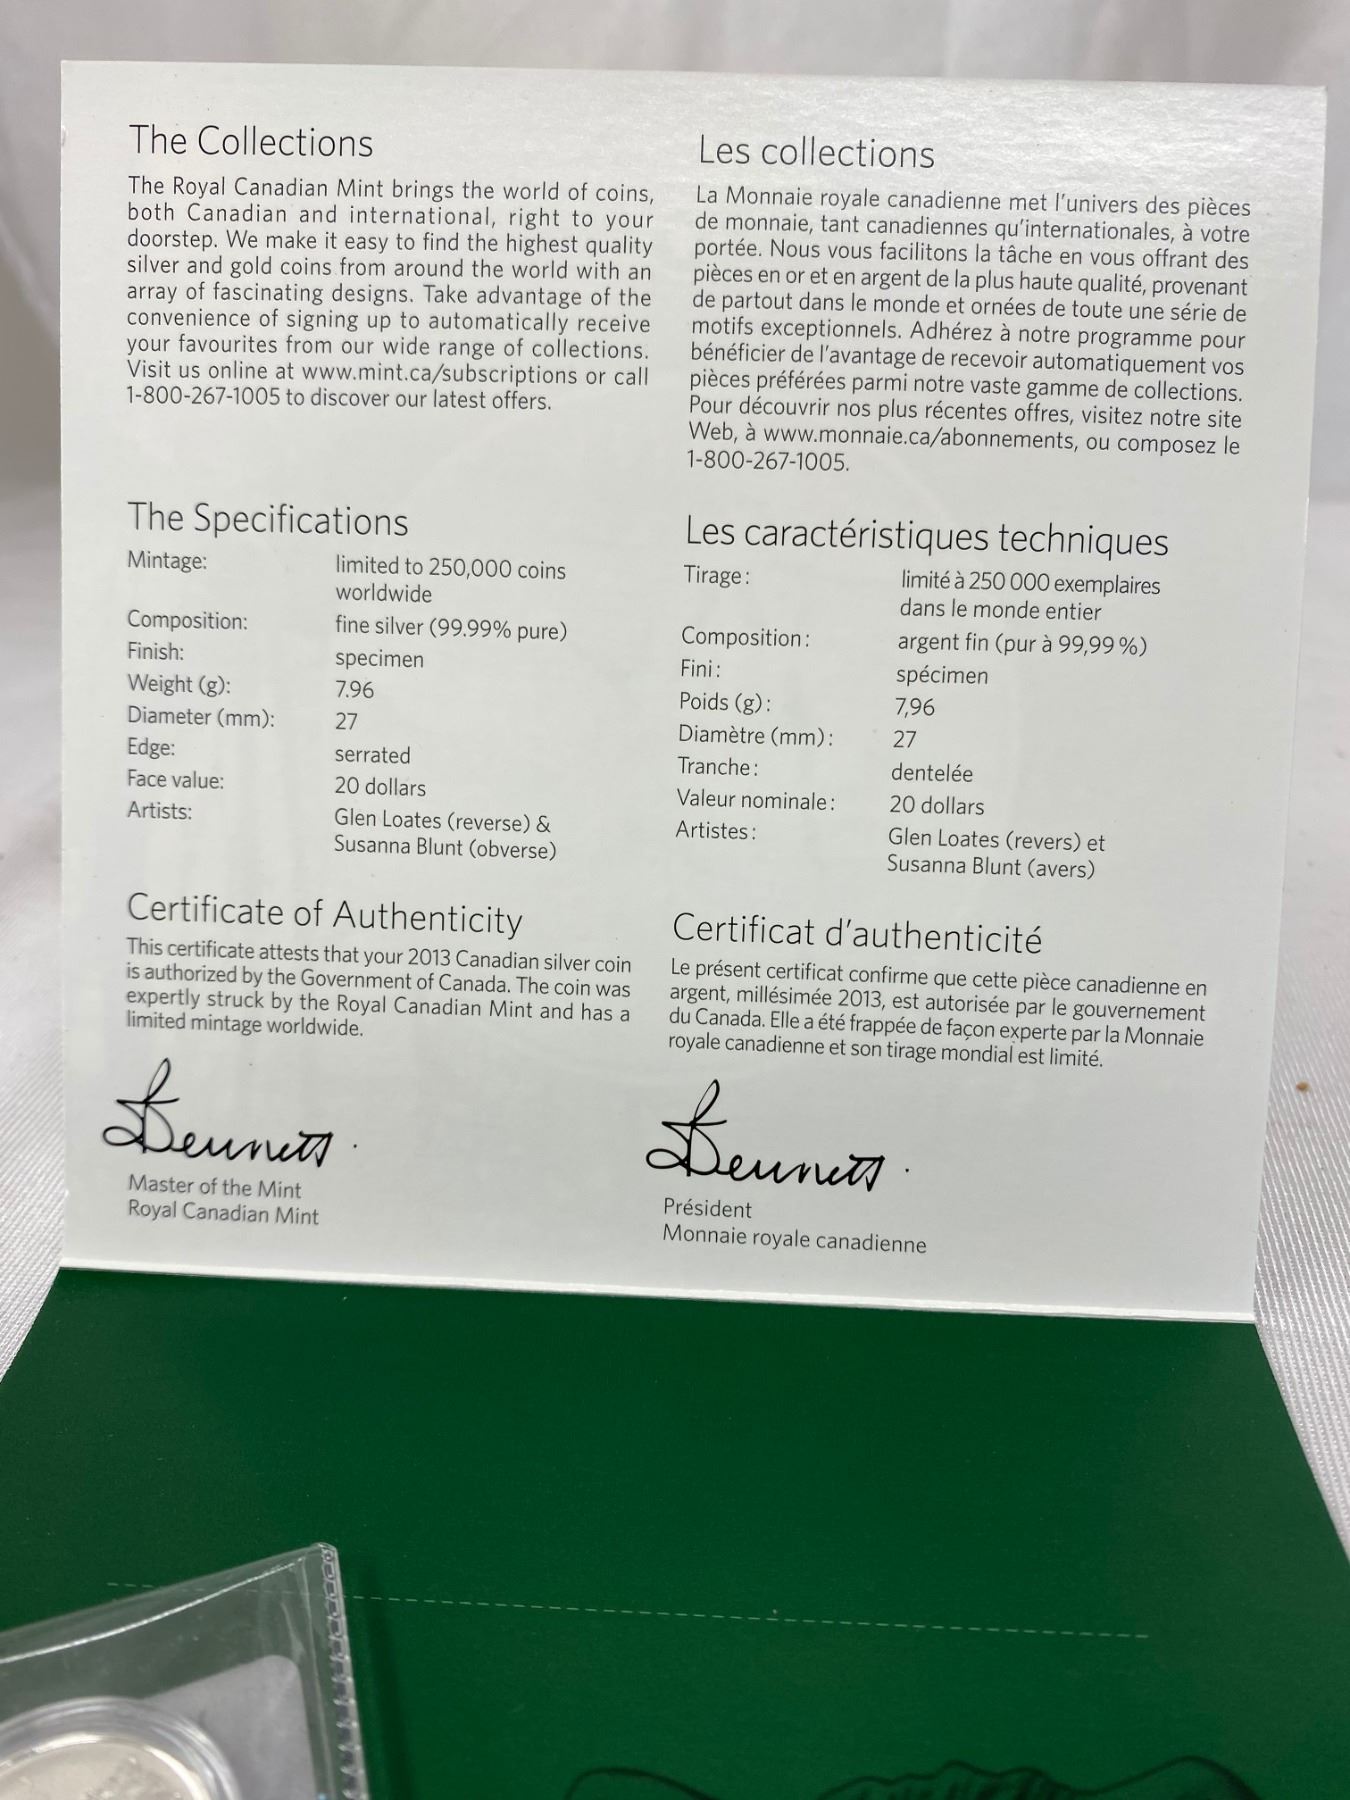 The Collections
The Royal Canadian Mint brings the world of coins,
both Canadian and international, right to your
doorstep. We make it easy to find the highest quality
silver and gold coins from around the world with an
array of fascinating designs. Take advantage of the
convenience of signing up to automatically receive
your favourites from our wide range of collections.
Visit us online at www.mint.ca/subscriptions or call
1-800-267-1005 to discover our latest offers.
The Specifications
Mintage: limited to 250,000 coins
worldwide
Composition: fine silver (99.99% pure)
Finish: specimen
Weight (g): 7.96
Diameter (mm): 27
Edge: serrated
Face value: 20 dollars
Artists: Glen Loates (reverse) &
Susanna Blunt (obverse)
Certificate of Authenticity
This certificate attests that your 2013 Canadian silver coin
is authorized by the Government of Canada. The coin was
expertly struck by the Royal Canadian Mint and has a
limited mintage worldwide.
Bennett
Master of the Mint
Royal Canadian Mint
Les collections
La Monnaie royale canadienne met l'univers des pièces
de monnaie, tant canadiennes qu'internationales, à votre
portée. Nous vous facilitons la tâche en vous offrant des
pièces en or et en argent de la plus haute qualité, provenant
de partout dans le monde et ornées de toute une série de
motifs exceptionnels. Adhérez à notre programme pour
bénéficier de l'avantage de recevoir automatiquement vos
pièces préférées parmi notre vaste gamme de collections.
Pour découvrir nos plus récentes offres, visitez notre site
Web, à www.monnaie.ca/abonnements, ou composez le
1-800-267-1005.
Les caractéristiques techniques
Tirage : limité à 250 000 exemplaires
dans le monde entier
Composition : argent fin (pur à 99,99 %)
Fini : spécimen
Poids (g) : 7,96
Diamètre (mm) : 27
Tranche : dentelée
Valeur nominale : 20 dollars
Artistes : Glen Loates (revers) et
Susanna Blunt (avers)
Certificat d'authenticité
Le présent certificat confirme que cette pièce canadienne en
argent, millésimée 2013, est autorisée par le gouvernement
du Canada. Elle a été frappée de façon experte par la Monnaie
royale canadienne et son tirage mondial est limité.
Bennett
Président
Monnaie royale canadienne